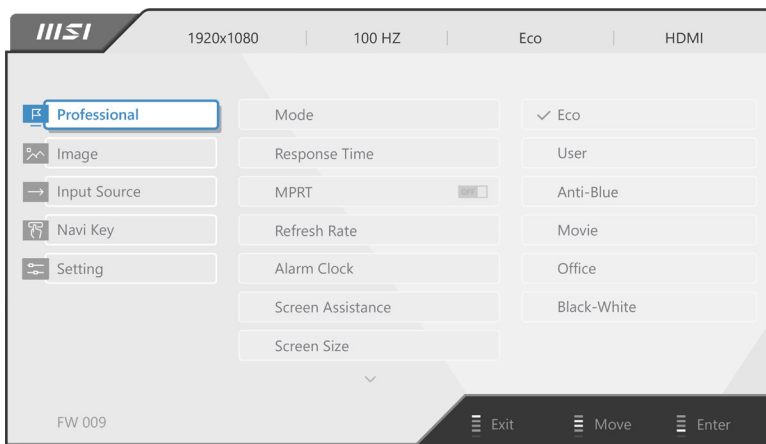 msi
1920x1080 100 HZ Eco HDMI
Professional Mode ✓ Eco
Image Response Time User
Input Source MPRT OFF Anti-Blue
Navi Key Refresh Rate Movie
Setting Alarm Clock Office
Screen Assistance Black-White
Screen Size
FW 009 Exit Move Enter